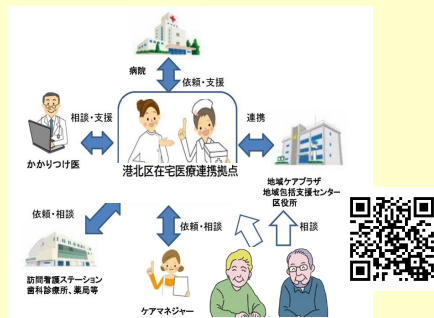 病院
依頼・支援
相談・支援
連携
かかりつけ医
港北区在宅医療連携拠点
地域ケアプラザ
地域包括支援センター
区役所
依頼・相談
依頼・相談
相談
訪問看護ステーション
歯科診療所、薬局等
ケアマネジャー